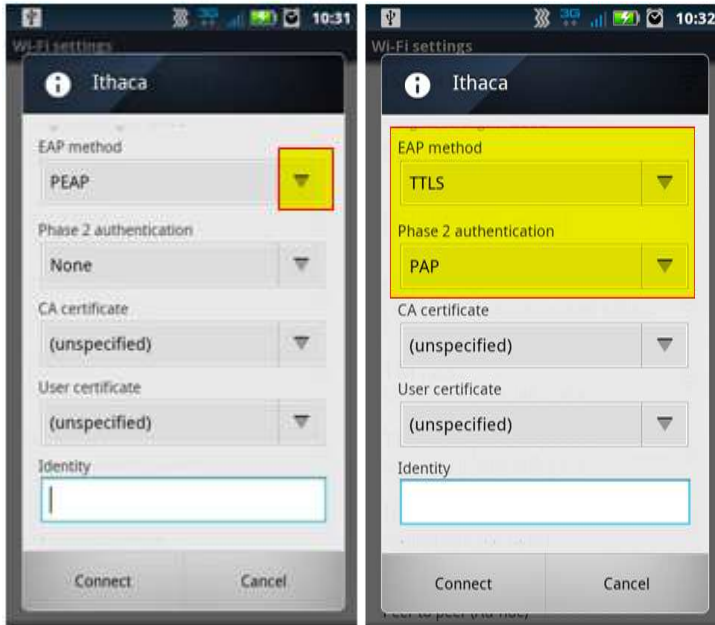 10:31
Wi-Fi settings
Ithaca
EAP method
PEAP
Phase 2 authentication
None
CA certificate
(unspecified)
User certificate
(unspecified)
Identity
Connect Cancel
3G 10:32
Wi-Fi settings
Ithaca
EAP method
TTLS
Phase 2 authentication
PAP
CA certificate
(unspecified)
User certificate
(unspecified)
Identity
Connect Cancel